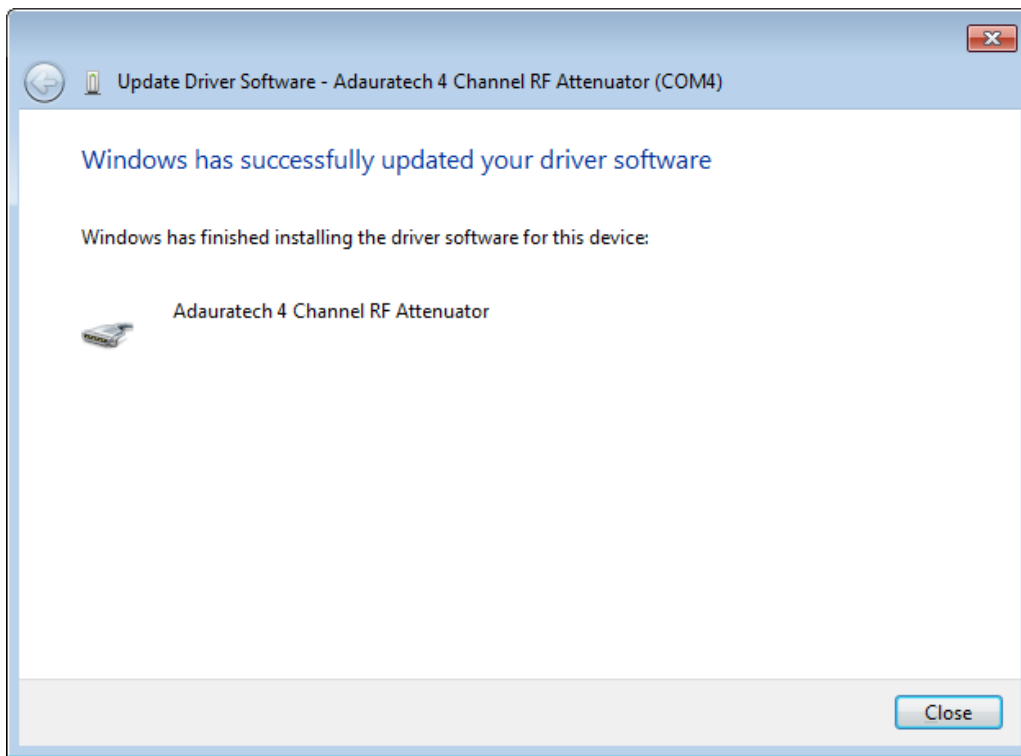 Update Driver Software - Adauratech 4 Channel RF Attenuator (COM4)
Windows has successfully updated your driver software
Windows has finished installing the driver software for this device:
Adauratech 4 Channel RF Attenuator
Close